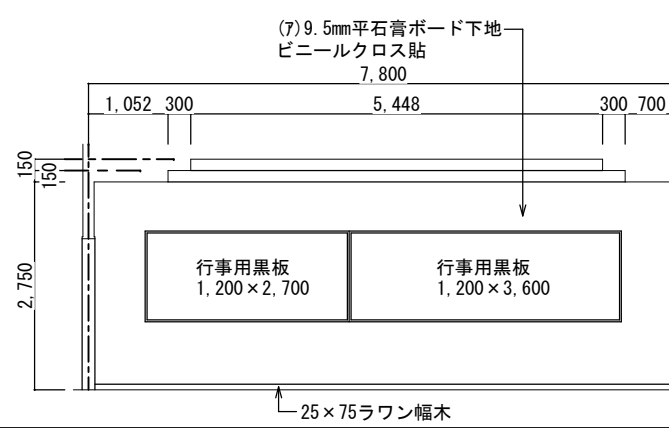 (ｱ)9.5mm平石膏ボード下地
ビニールクロス貼
7,800
1,052 300 5,448 300 700
150
150
2,750
行事用黒板
1,200×2,700
行事用黒板
1,200×3,600
25×75ラワン幅木